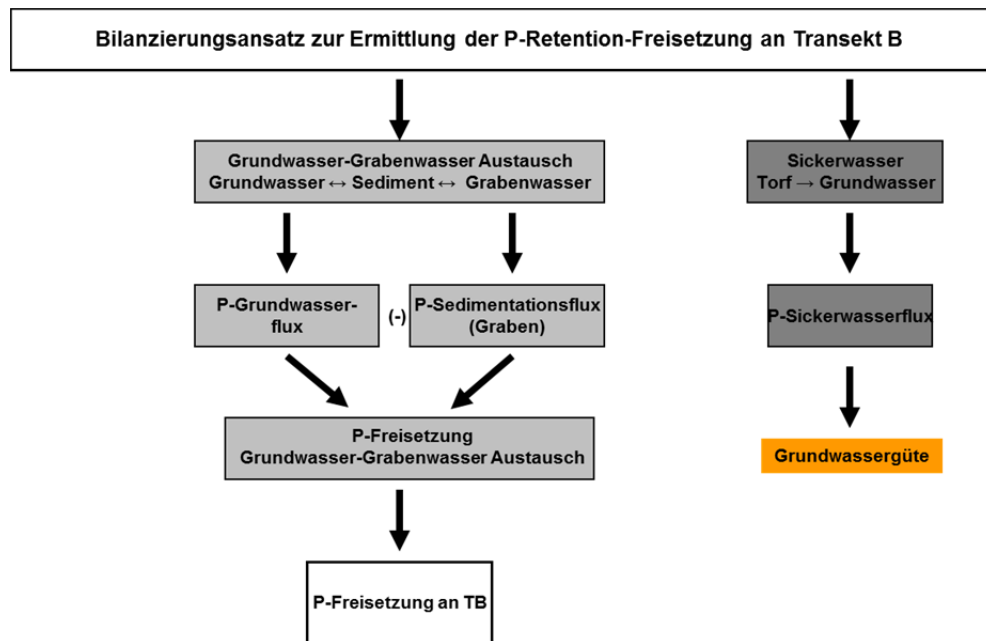 Bilanzierungsansatz zur Ermittlung der P-Retention-Freisetzung an Transekt B
Grundwasser-Grabenwasser Austausch
Grundwasser ↔ Sediment ↔ Grabenwasser
Sickerwasser
Torf → Grundwasser
P-Grundwasser-
flux
(-)
P-Sedimentationsflux
(Graben)
P-Sickerwasserflux
P-Freisetzung
Grundwasser-Grabenwasser Austausch
Grundwassergüte
P-Freisetzung an TB